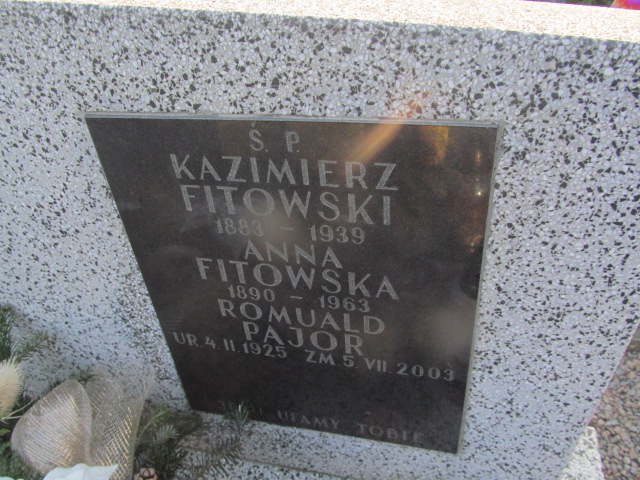 Ś. P.
KAZIMIERZ
FITOWSKI
1883 - 1939
ANNA
FITOWSKA
1890 - 1963
ROMUALD
PAJOR
UR. 4. II. 1925 ZM. 5. VII. 2003
UFAMY TOBIE